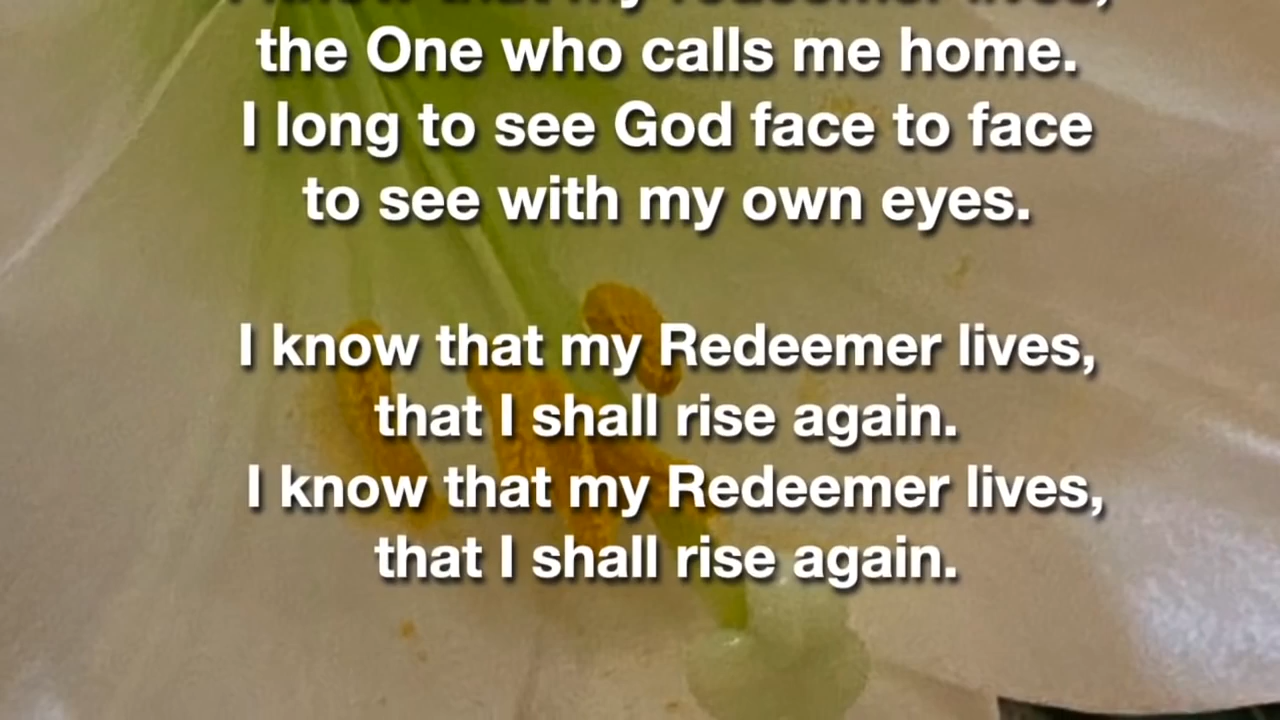 the One who calls me home.
I long to see God face to face
to see with my own eyes.
I know that my Redeemer lives,
that I shall rise again.
I know that my Redeemer lives,
that I shall rise again.